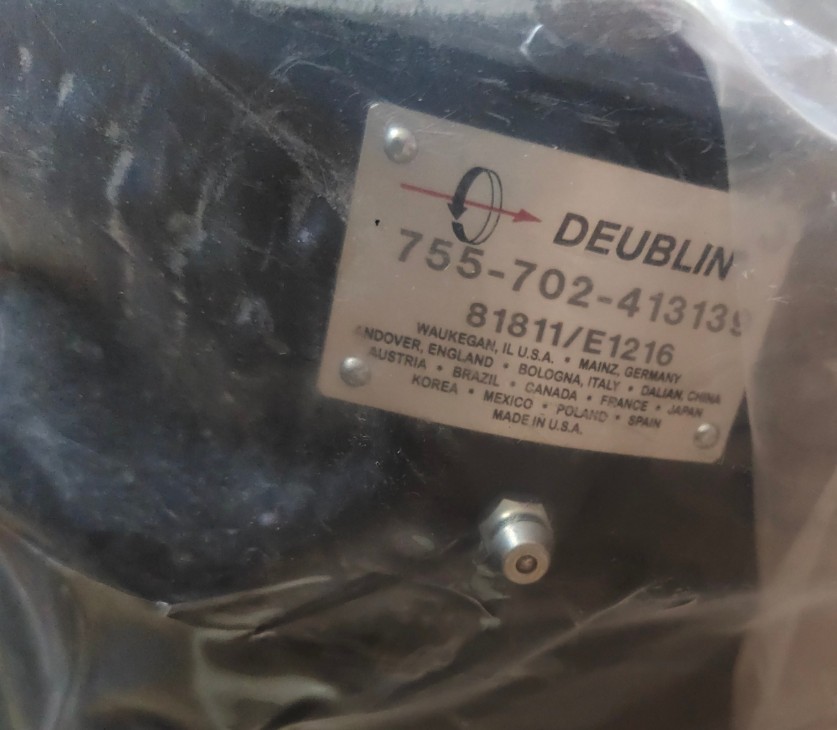 DEUBLIN
755-702-413139
81811/E1216
WAUKEGAN, IL U.S.A. • MAINZ, GERMANY
ANDOVER, ENGLAND • BOLOGNA, ITALY • DALIAN, CHINA
AUSTRIA • BRAZIL • CANADA • FRANCE • JAPAN
KOREA • MEXICO • POLAND • SPAIN
MADE IN U.S.A.